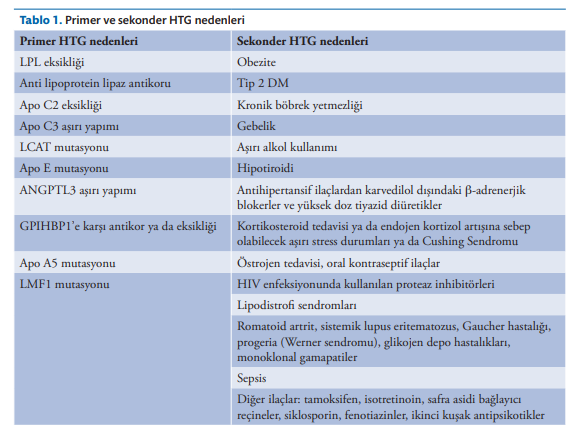 Tablo 1. Primer ve sekonder HTG nedenleri
Primer HTG nedenleri Sekonder HTG nedenleri
LPL eksikliği Obezite
Anti lipoprotein lipaz antikoru Tip 2 DM
Apo C2 eksikliği Kronik böbrek yetmezliği
Apo C3 aşırı yapımı Gebelik
LCAT mutasyonu Aşırı alkol kullanımı
Apo E mutasyonu Hipotiroidi
ANGPTL3 aşırı yapımı Antihipertansif ilaçlardan karvedilol dışındaki β-adrenerjik
blokerler ve yüksek doz tiyazid diüretikler
GPIHBP1'e karşı antikor ya da eksikliği Kortikosteroid tedavisi ya da endojen kortizol artışına sebep
olabilecek aşırı stress durumları ya da Cushing Sendromu
Apo A5 mutasyonu Östrojen tedavisi, oral kontraseptif ilaçlar
LMF1 mutasyonu HIV enfeksiyonunda kullanılan proteaz inhibitörleri
Lipodistrofi sendromları
Romatoid artrit, sistemik lupus eritematozus, Gaucher hastalığı,
progeria (Werner sendromu), glikojen depo hastalıkları,
monoklonal gamapatiler
Sepsis
Diğer ilaçlar: tamoksifen, isotretinoin, safra asidi bağlayıcı
reçineler, siklosporin, fenotiazinler, ikinci kuşak antipsikotikler